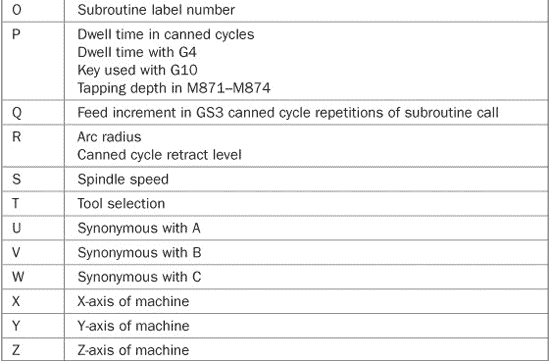 O Subroutine label number
P Dwell time in canned cycles
Dwell time with G4
Key used with G10
Tapping depth in M871–M874
Q Feed increment in GS3 canned cycle repetitions of subroutine call
R Arc radius
Canned cycle retract level
S Spindle speed
T Tool selection
U Synonymous with A
V Synonymous with B
W Synonymous with C
X X-axis of machine
Y Y-axis of machine
Z Z-axis of machine